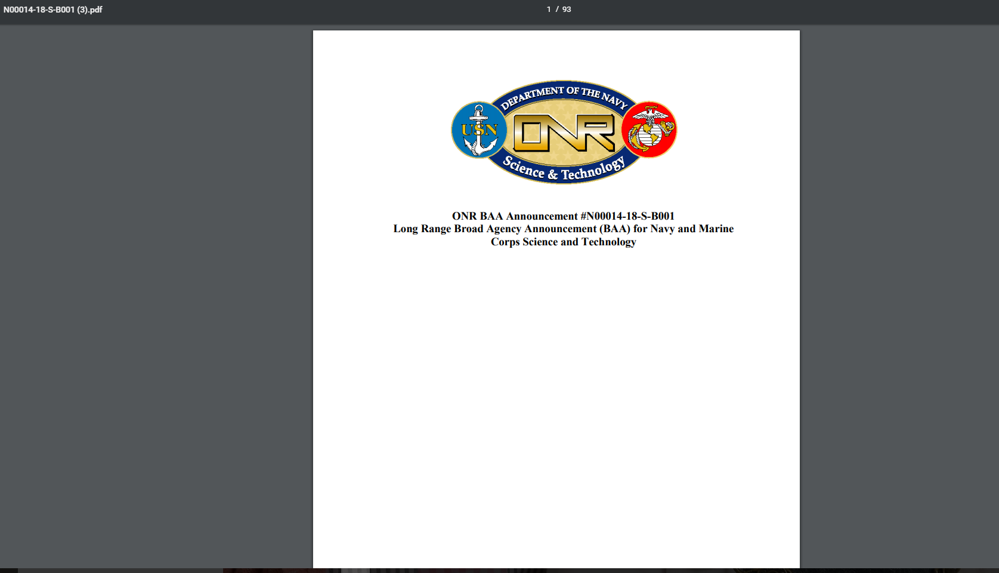 N00014-18-S-B001 (3).pdf
1 / 93
DEPARTMENT OF THE NAVY
USN
ONR
Science & Technology
ONR BAA Announcement #N00014-18-S-B001
Long Range Broad Agency Announcement (BAA) for Navy and Marine
Corps Science and Technology